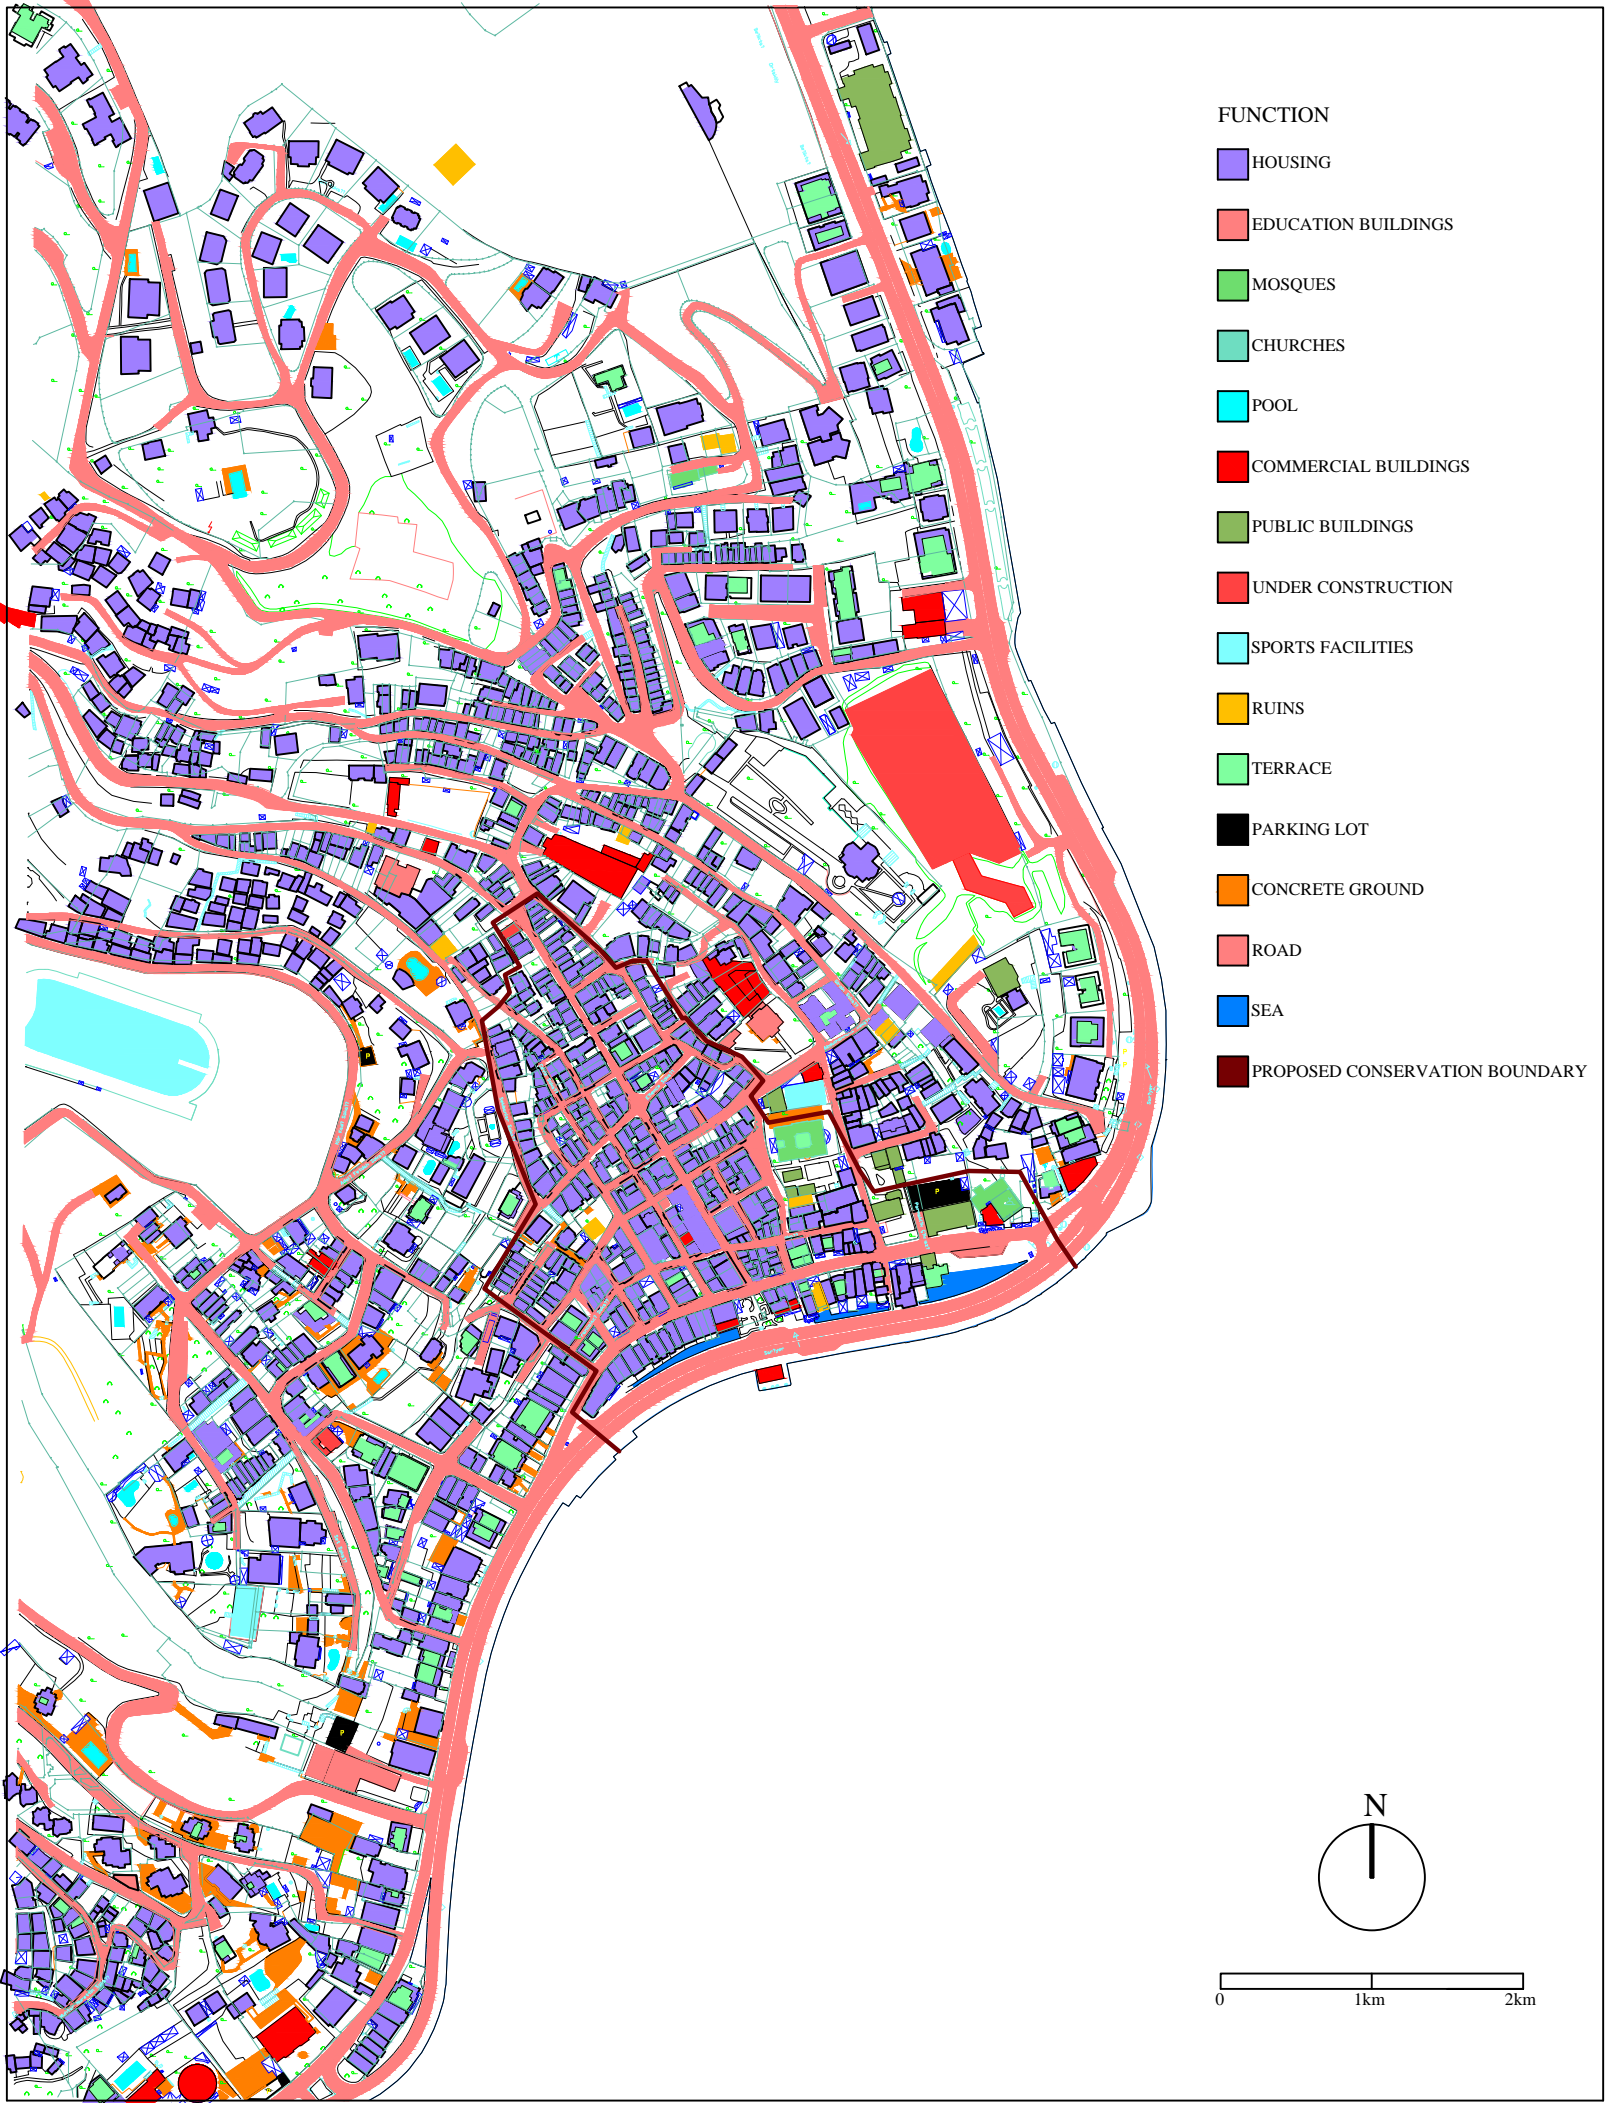 FUNCTION
HOUSING
EDUCATION BUILDINGS
MOSQUES
CHURCHES
POOL
COMMERCIAL BUILDINGS
PUBLIC BUILDINGS
UNDER CONSTRUCTION
SPORTS FACILITIES
RUINS
TERRACE
PARKING LOT
CONCRETE GROUND
ROAD
SEA
PROPOSED CONSERVATION BOUNDARY
P
P
P
N
0 1km 2km